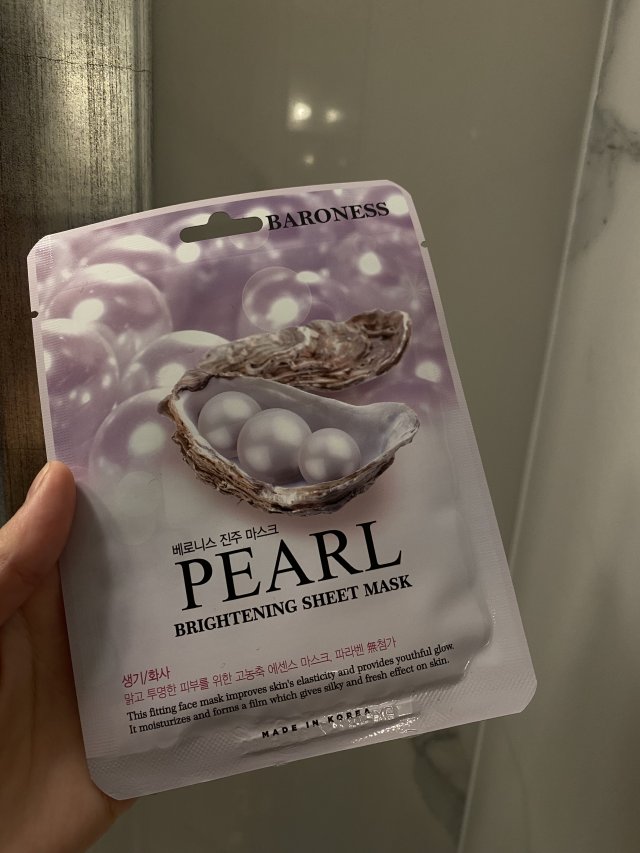 BARONESS
베로니스 진주 마스크
PEARL
BRIGHTENING SHEET MASK
생기/화사
맑고 투명한 피부를 위한 고농축 에센스 마스크, 파라벤 無첨가
This fitting face mask improves skin's elasticity and provides youthful glow.
It moisturizes and forms a film which gives silky and fresh effect on skin.
MADE IN KOREA